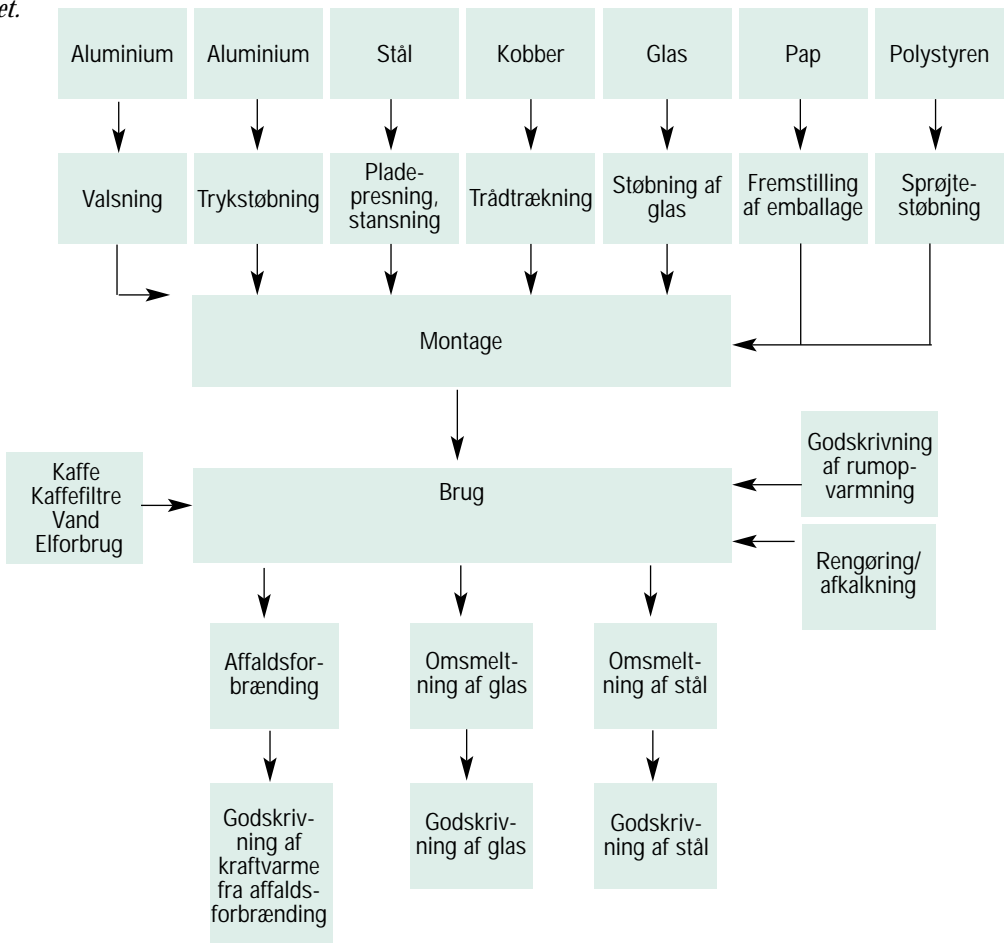 et.
Aluminium
Aluminium
Stål
Kobber
Glas
Pap
Polystyren
Valsning
Trykstøbning
Plade-
presning,
stansning
Trådtrækning
Støbning af
glas
Fremstilling
af emballage
Sprøjte-
støbning
Montage
Kaffe
Kaffefiltre
Vand
Elforbrug
Brug
Godskrivning
af rumop-
varmning
Rengøring/
afkalkning
Affaldsfor-
brænding
Omsmelt-
ning af glas
Omsmelt-
ning af stål
Godskriv-
ning af
kraftvarme
fra affalds-
forbrænding
Godskriv-
ning af glas
Godskriv-
ning af stål